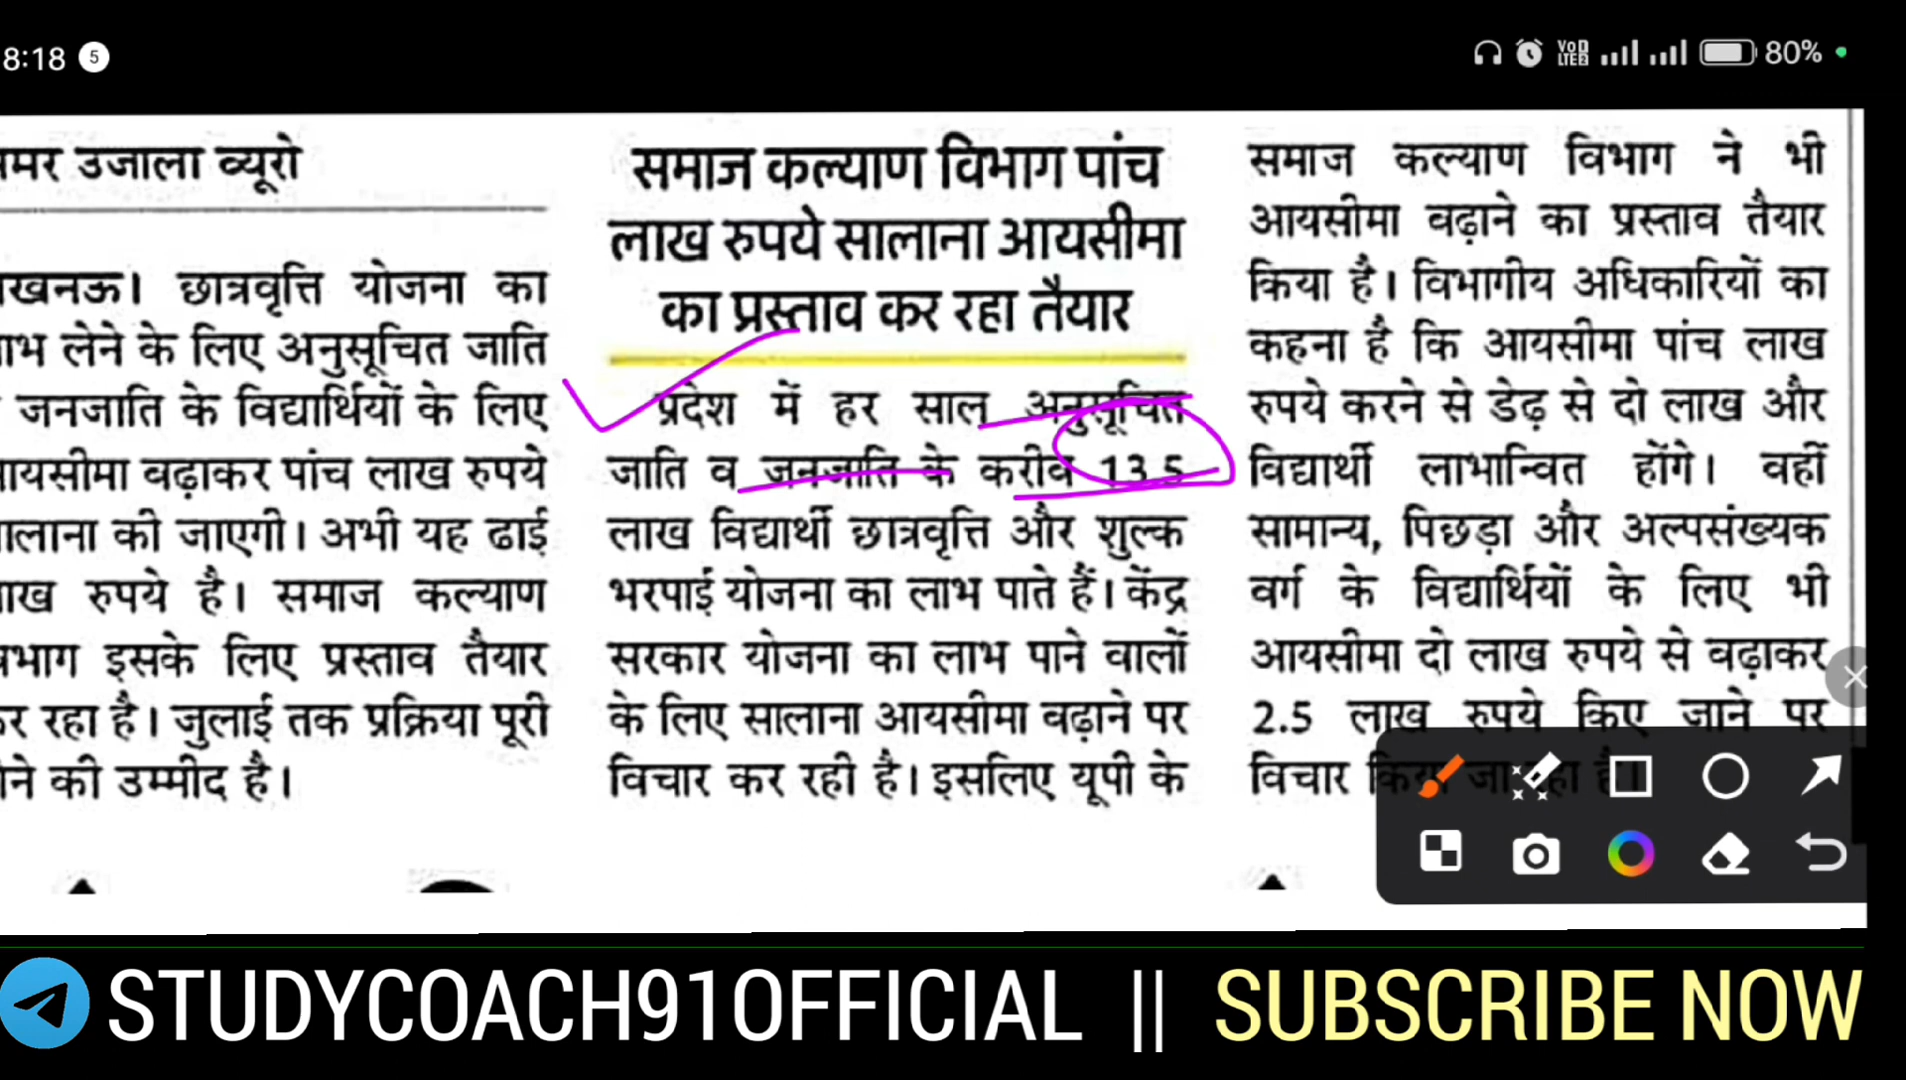 8:18 5
80%
उजाला ब्यूरो
छात्रवृत्ति योजना का
लेने के लिए अनुसूचित जाति
जनजाति के विद्यार्थियों के लिए
बढ़ाकर पांच लाख रुपये
की जाएगी। अभी यह ढाई
रुपये है। समाज कल्याण
इसके लिए प्रस्ताव तैयार
रहा है। जुलाई तक प्रक्रिया पूरी
की उम्मीद है।
समाज कल्याण विभाग पांच
लाख रुपये सालाना आयसीमा
का प्रस्ताव कर रहा तैयार
प्रदेश में हर साल अनुसूचित
जाति व जनजाति के करीब 13.5
लाख विद्यार्थी छात्रवृत्ति और शुल्क
भरपाई योजना का लाभ पाते हैं। केंद्र
सरकार योजना का लाभ पाने वालों
के लिए सालाना आयसीमा बढ़ाने पर
विचार कर रही है। इसलिए यूपी के
समाज कल्याण विभाग ने भी
आयसीमा बढ़ाने का प्रस्ताव तैयार
किया है। विभागीय अधिकारियों का
कहना है कि आयसीमा पांच लाख
रुपये करने से डेढ़ से दो लाख और
विद्यार्थी लाभान्वित होंगे। वहीं
सामान्य, पिछड़ा और अल्पसंख्यक
वर्ग के विद्यार्थियों के लिए भी
आयसीमा दो लाख रुपये से बढ़ाकर
2.5 लाख रुपये किए जाने पर
विचार
STUDYCOACH91OFFICIAL || SUBSCRIBE NOW